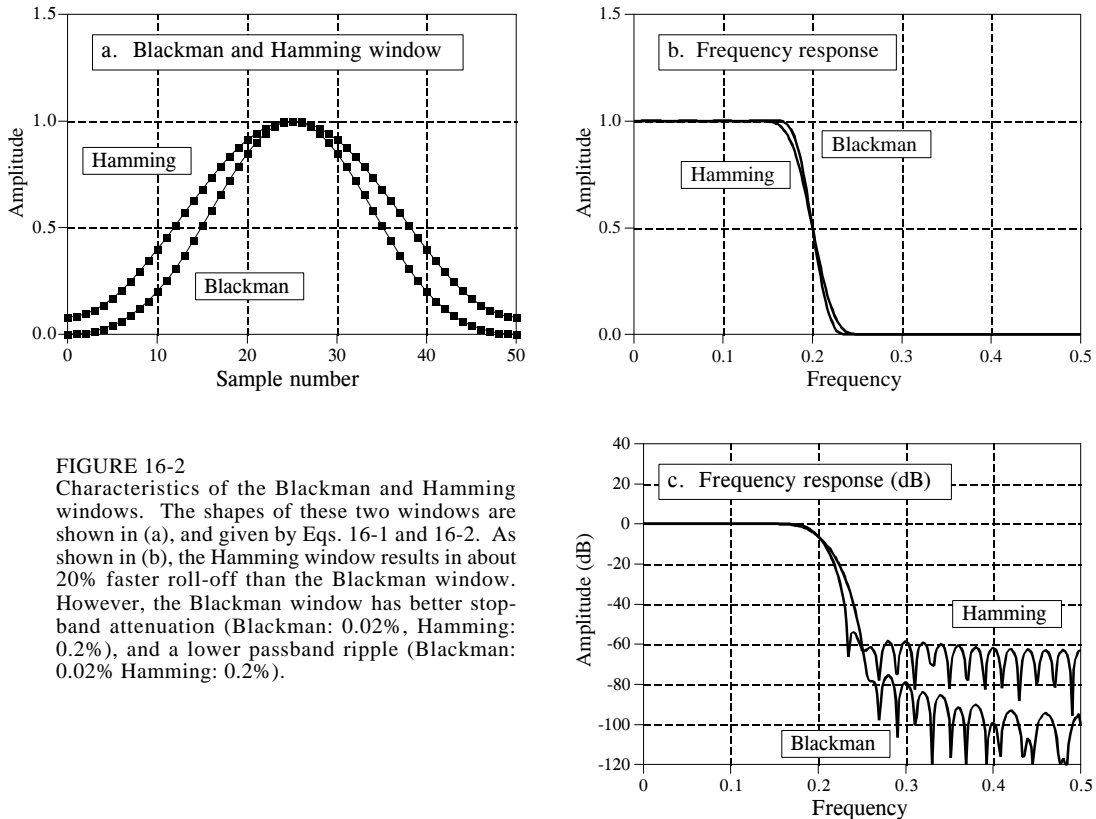 a. Blackman and Hamming window
1.5
1.0
0.5
0.0
Amplitude
Hamming
Blackman
0 10 20 30 40 50
Sample number
b. Frequency response
1.5
1.0
0.5
0.0
Amplitude
Blackman
Hamming
0 0.1 0.2 0.3 0.4 0.5
Frequency
FIGURE 16-2
Characteristics of the Blackman and Hamming
windows. The shapes of these two windows are
shown in (a), and given by Eqs. 16-1 and 16-2. As
shown in (b), the Hamming window results in about
20% faster roll-off than the Blackman window.
However, the Blackman window has better stop-
band attenuation (Blackman: 0.02%, Hamming:
0.2%), and a lower passband ripple (Blackman:
0.02% Hamming: 0.2%).
c. Frequency response (dB)
40
20
0
-20
-40
-60
-80
-100
-120
Amplitude (dB)
Hamming
Blackman
0 0.1 0.2 0.3 0.4 0.5
Frequency